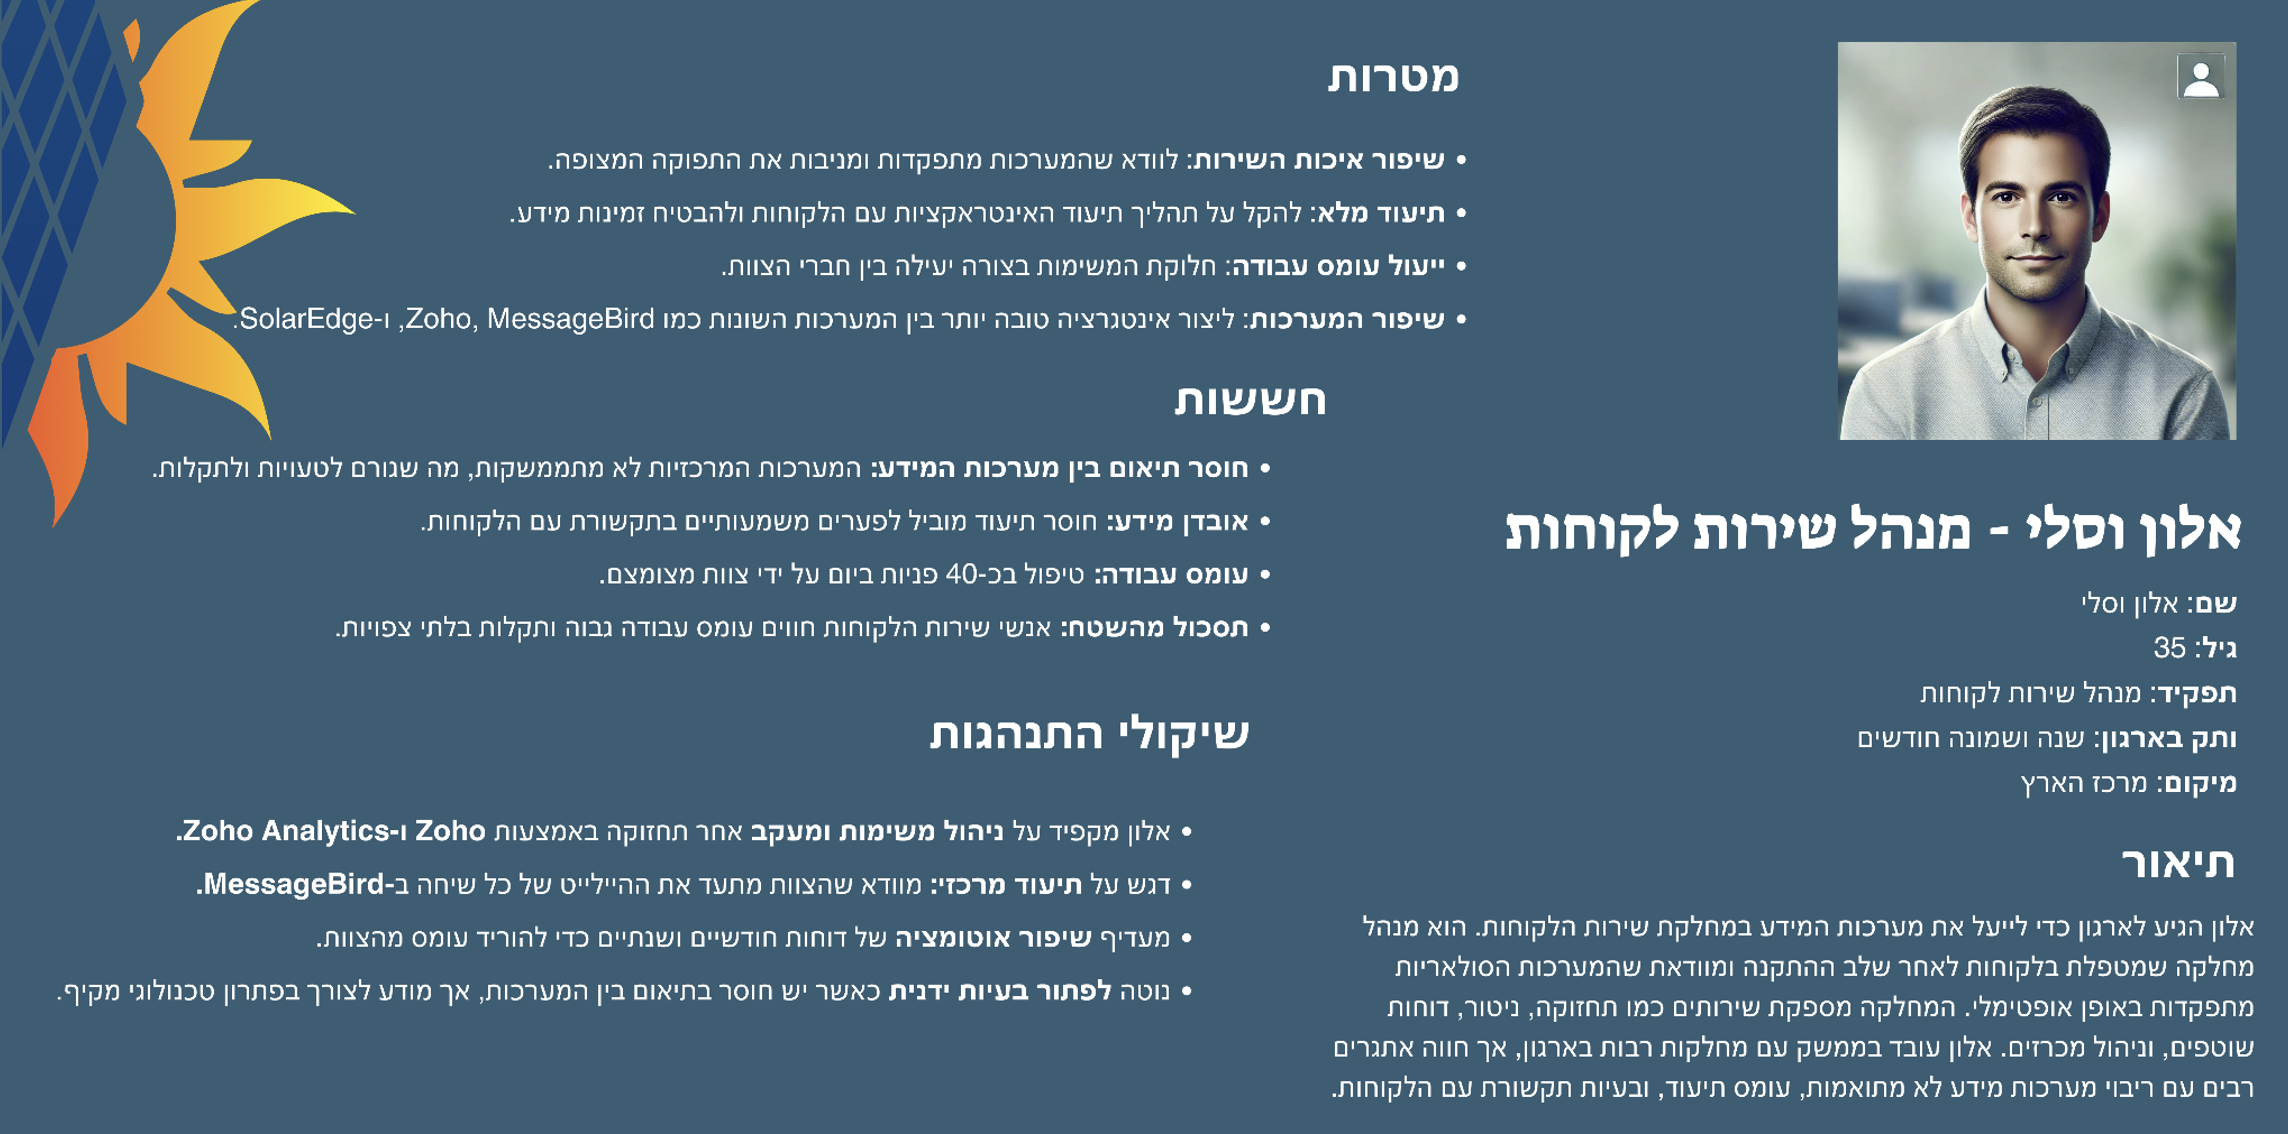 אלון וסלי - מנהל שירות לקוחות
שם: אלון וסלי
גיל: 35
תפקיד: מנהל שירות לקוחות
ותק בארגון: שנה ושמונה חודשים
מיקום: מרכז הארץ
תיאור
אלון הגיע לארגון כדי לייעל את מערכות המידע במחלקת שירות הלקוחות. הוא מנהל
מחלקה שמטפלת בלקוחות לאחר שלב ההתקנה ומוודאת שהמערכות הסולאריות
מתפקדות באופן אופטימלי. המחלקה מספקת שירותים כמו תחזוקה, ניטור, דוחות
שוטפים, וניהול מכרזים. אלון עובד בממשק עם מחלקות רבות בארגון, אך חווה אתגרים
רבים עם ריבוי מערכות מידע לא מתואמות, עומס תיעוד, ובעיות תקשורת עם הלקוחות.
מטרות
• שיפור איכות השירות: לוודא שהמערכות מתפקדות ומניבות את התפוקה המצופה.
• תיעוד מלא: להקל על תהליך תיעוד האינטראקציות עם הלקוחות ולהבטיח זמינות מידע.
• ייעול עומס עבודה: חלוקת המשימות בצורה יעילה בין חברי הצוות.
• שיפור המערכות: ליצור אינטגרציה טובה יותר בין המערכות השונות כמו Zoho, MessageBird, ו-SolarEdge.
חששות
• חוסר תיאום בין מערכות המידע: המערכות המרכזיות לא מתממשקות, מה שגורם לטעויות ולתקלות.
• אובדן מידע: חוסר תיעוד מוביל לפערים משמעותיים בתקשורת עם הלקוחות.
• עומס עבודה: טיפול בכ-40 פניות ביום על ידי צוות מצומצם.
• תסכול מהשטח: אנשי שירות הלקוחות חווים עומס עבודה גבוה ותקלות בלתי צפויות.
שיקולי התנהגות
• אלון מקפיד על ניהול משימות ומעקב אחר תחזוקה באמצעות Zoho ו-Zoho Analytics.
• דגש על תיעוד מרכזי: מוודא שהצוות מתעד את ההיילייט של כל שיחה ב-MessageBird.
• מעדיף שיפור אוטומציה של דוחות חודשיים ושנתיים כדי להוריד עומס מהצוות.
• נוטה לפתור בעיות ידנית כאשר יש חוסר בתיאום בין המערכות, אך מודע לצורך בפתרון טכנולוגי מקיף.